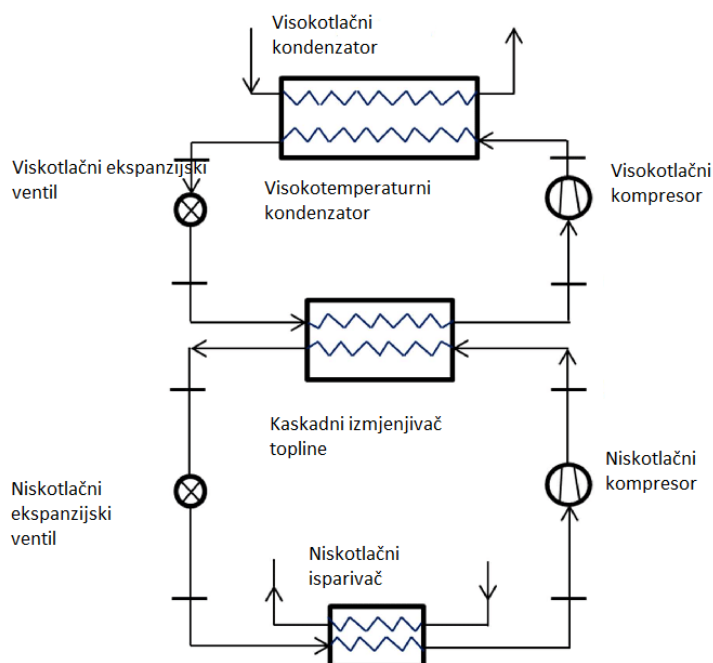 Visokotlačni
kondenzator
Viskotlačni ekspanzijski
ventil
Visokotemperaturni
kondenzator
Visokotlačni
kompresor
Kaskadni izmjenjivač
topline
Niskotlačni
ekspanzijski
ventil
Niskotlačni
kompresor
Niskotlačni
isparivač